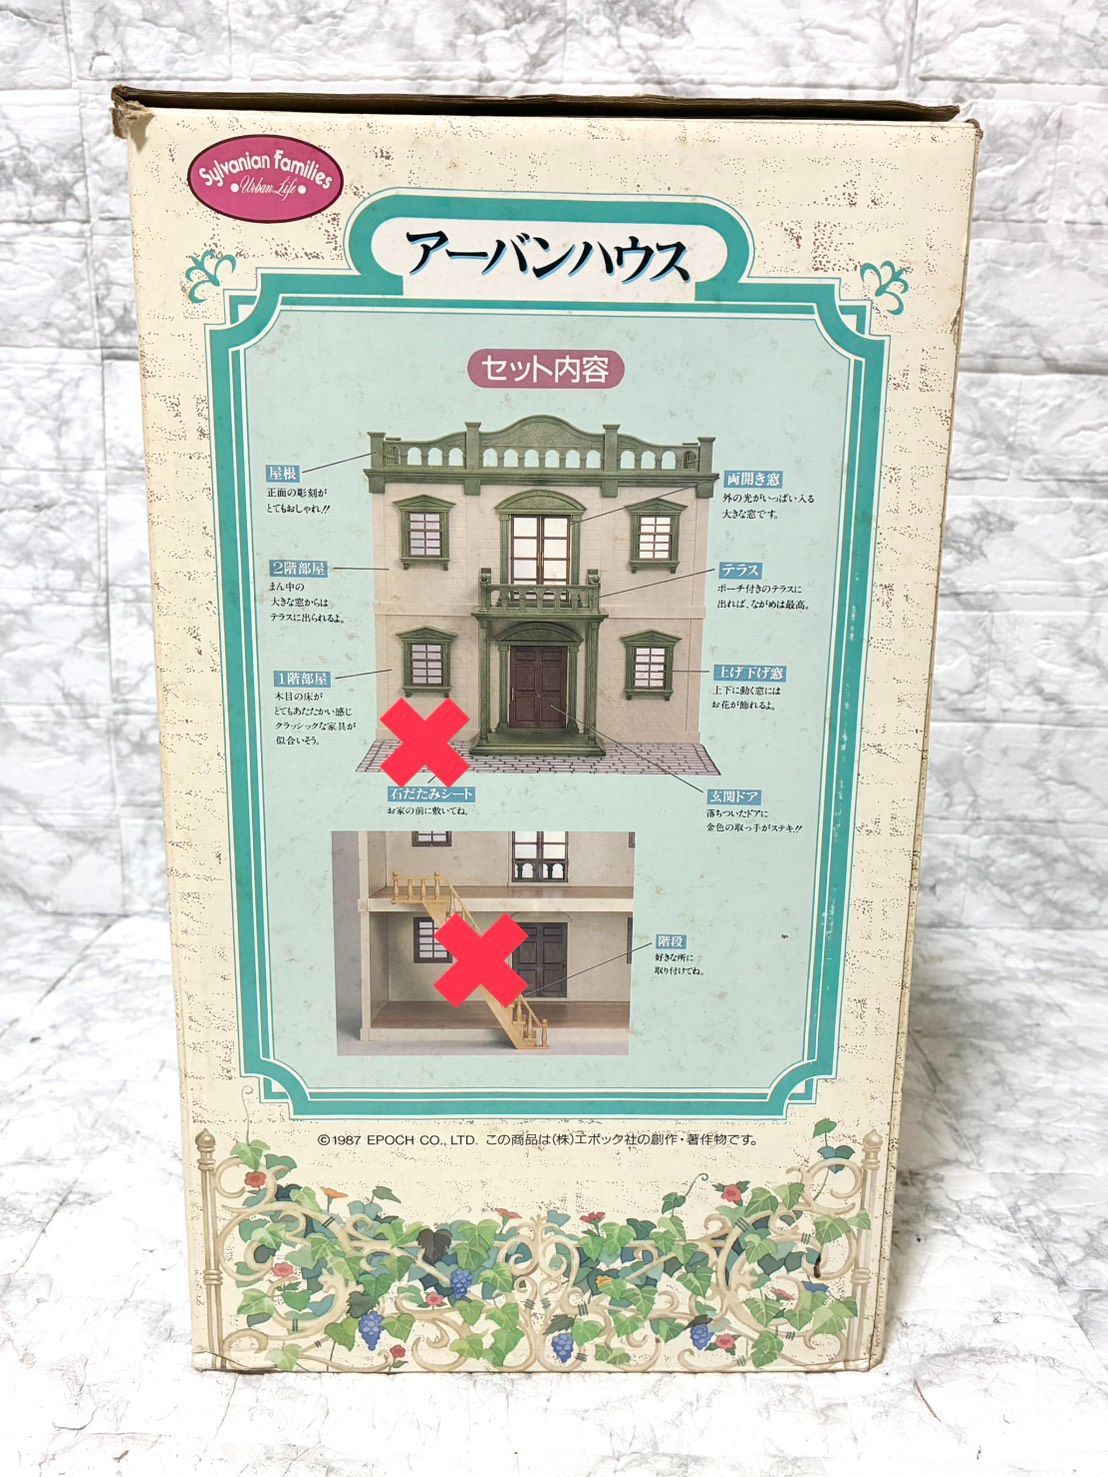 Sylvanian Families
Urban Life
アーバンハウス
セット内容
屋根
正面の彫刻が
とてもおしゃれ!!
両開き窓
外の光がいっぱい入る
大きな窓です。
2階部屋
まん中の
大きな窓からは
テラスに出られるよ。
テラス
ポーチ付きのテラスに
出れば、ながめは最高。
1階部屋
木目の床が
とてもあたたかい感じ
クラッシックな家具が
似合いそう。
上げ下げ窓
上下に動く窓には
お花が飾れるよ。
石だたみシート
お家の前に敷いてね。
玄関ドア
落ちついたドアに
金色の取っ手がステキ!!
階段
好きな所に
取り付けてね。
©1987 EPOCH CO., LTD. この商品は(株)エポック社の創作・著作物です。